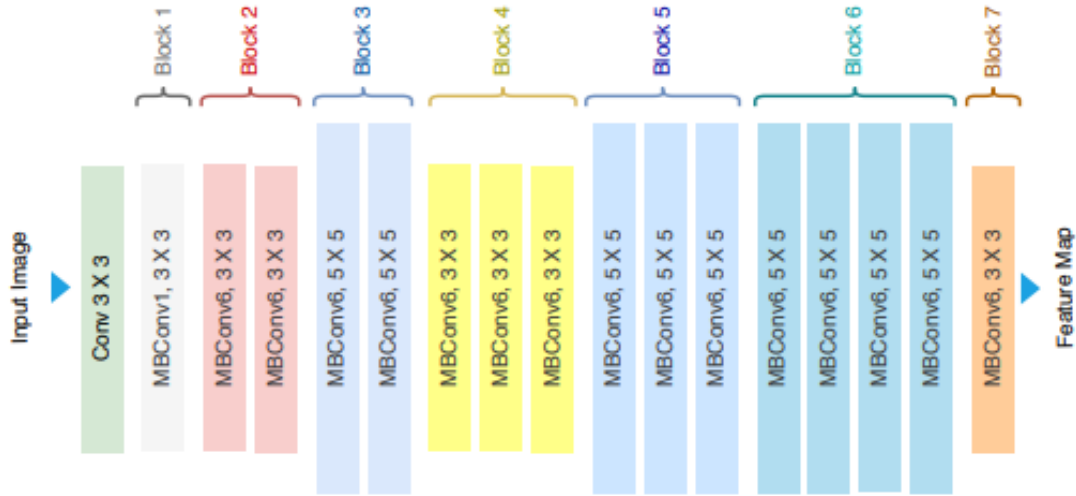 Input Image
Conv 3 X 3
MBConv1, 3 X 3
Block 1
MBConv6, 3 X 3
MBConv6, 3 X 3
Block 2
MBConv6, 5 X 5
MBConv6, 5 X 5
Block 3
MBConv6, 3 X 3
MBConv6, 3 X 3
MBConv6, 3 X 3
Block 4
MBConv6, 5 X 5
MBConv6, 5 X 5
MBConv6, 5 X 5
Block 5
MBConv6, 5 X 5
MBConv6, 5 X 5
MBConv6, 5 X 5
MBConv6, 5 X 5
Block 6
MBConv6, 3 X 3
Block 7
Feature Map